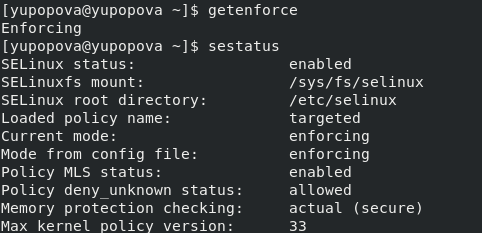 [yupopova@yupopova ~]$ getenforce
Enforcing
[yupopova@yupopova ~]$ sestatus
SELinux status:                 enabled
SELinuxfs mount:                /sys/fs/selinux
SELinux root directory:         /etc/selinux
Loaded policy name:             targeted
Current mode:                   enforcing
Mode from config file:          enforcing
Policy MLS status:              enabled
Policy deny_unknown status:     allowed
Memory protection checking:     actual (secure)
Max kernel policy version:      33